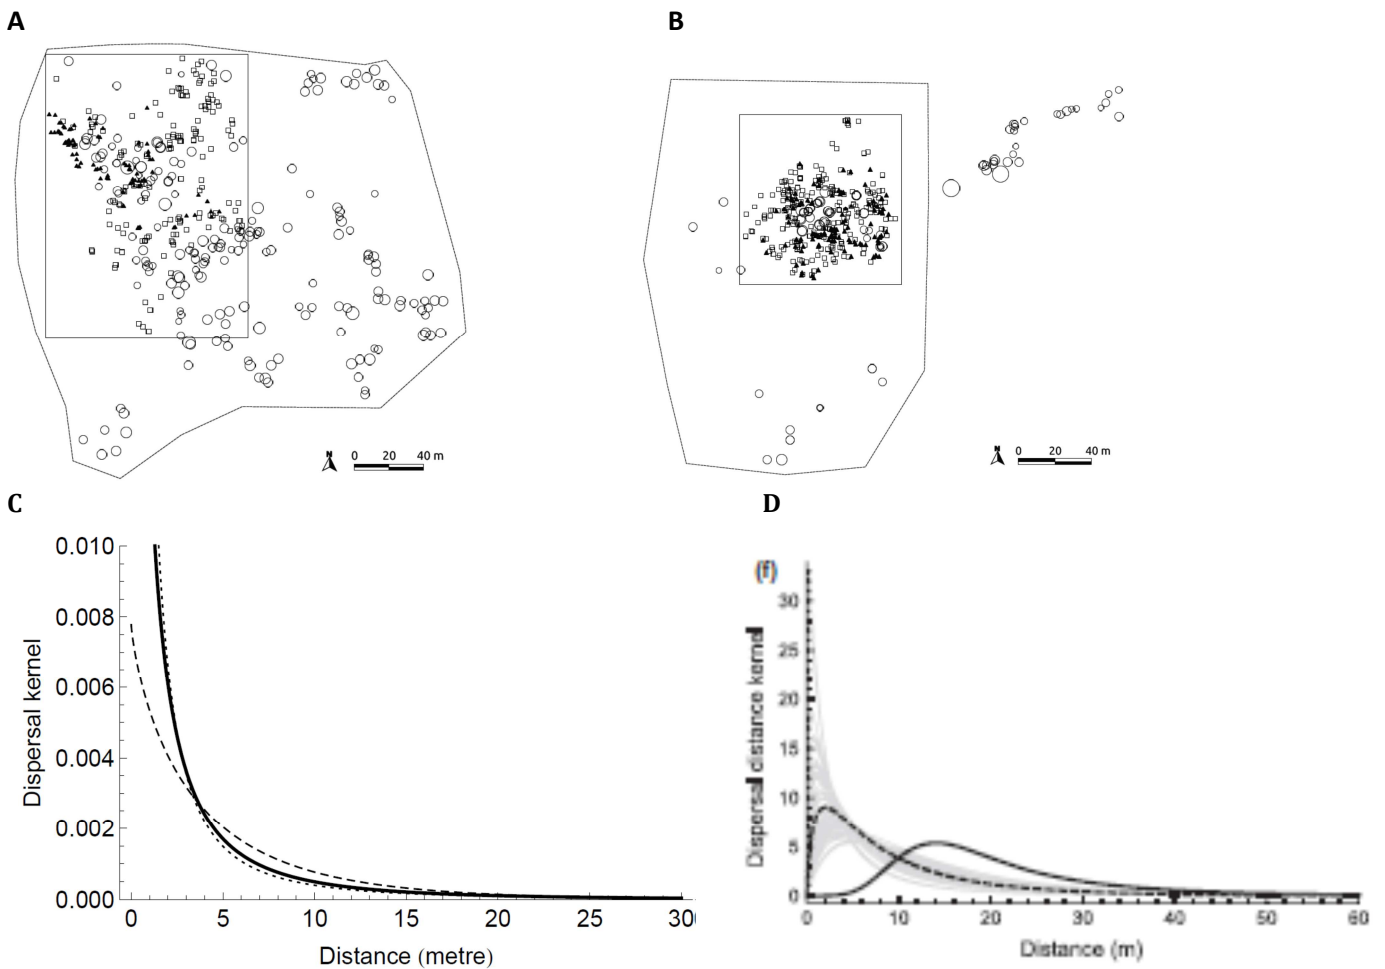 A
B
N
0 20 40 m
N
0 20 40 m
C
D
0.010
0.008
0.006
0.004
0.002
0.000
Dispersal kernel
0 5 10 15 20 25 30
Distance (metre)
(f)
30
25
20
15
10
5
0
Dispersal distance kernel
0 10 20 30 40 50 60
Distance (m)